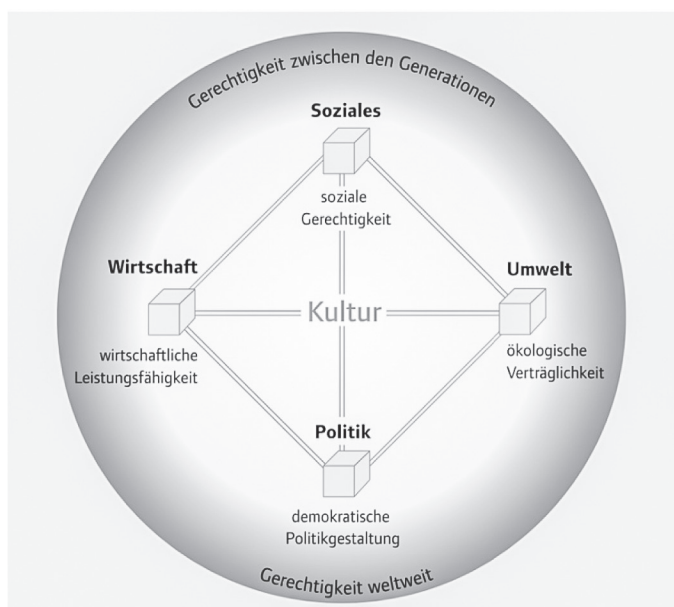 Gerechtigkeit zwischen den Generationen
Soziales
soziale
Gerechtigkeit
Wirtschaft
Umwelt
Kultur
wirtschaftliche
Leistungsfähigkeit
ökologische
Verträglichkeit
Politik
demokratische
Politikgestaltung
Gerechtigkeit weltweit